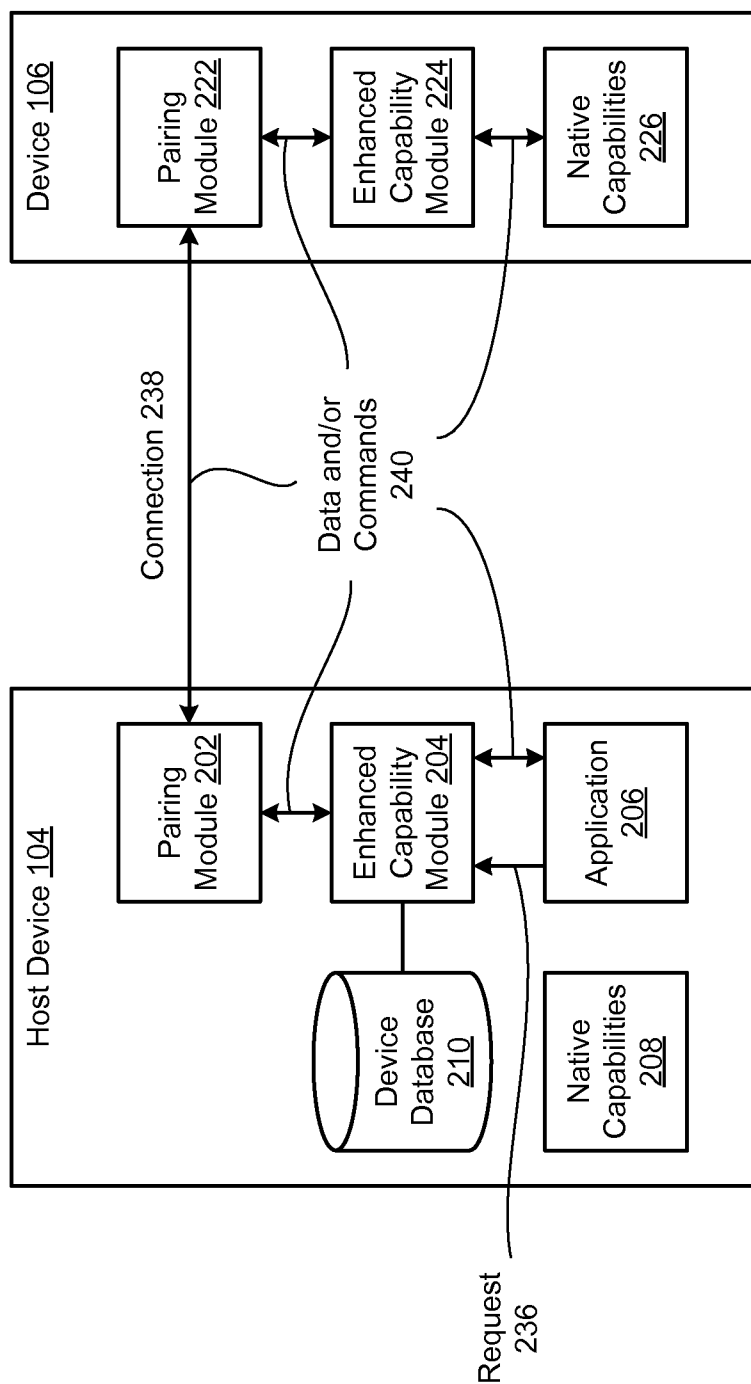 Host Device 104
Pairing
Module 202
Enhanced
Capability
Module 204
Device
Database
210
Application
206
Native
Capabilities
208
Request
236
Connection 238
Data and/or
Commands
240
Device 106
Pairing
Module 222
Enhanced
Capability
Module 224
Native
Capabilities
226